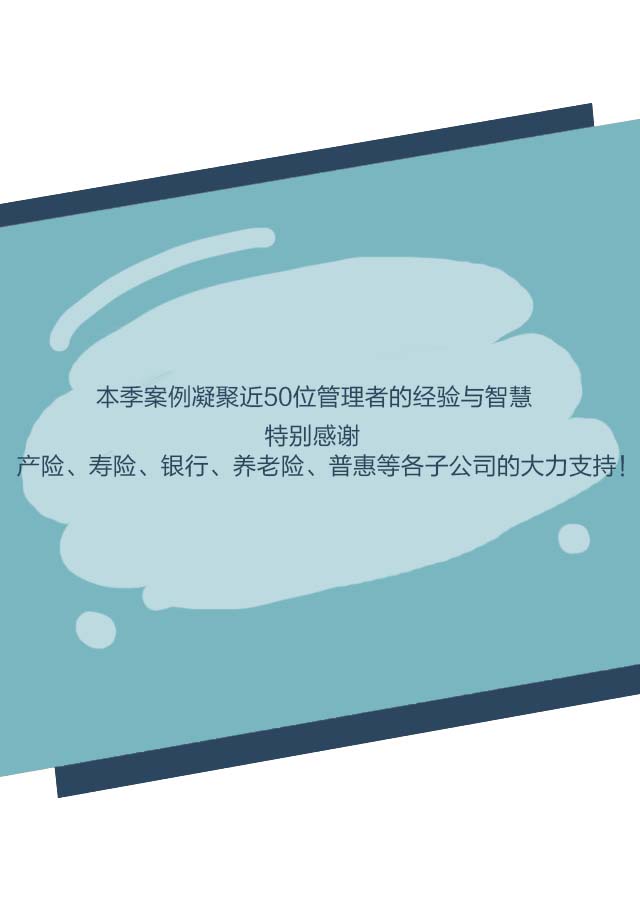 本季案例凝聚近50位管理者的经验与智慧
特别感谢
产险、寿险、银行、养老险、普惠等各子公司的大力支持！